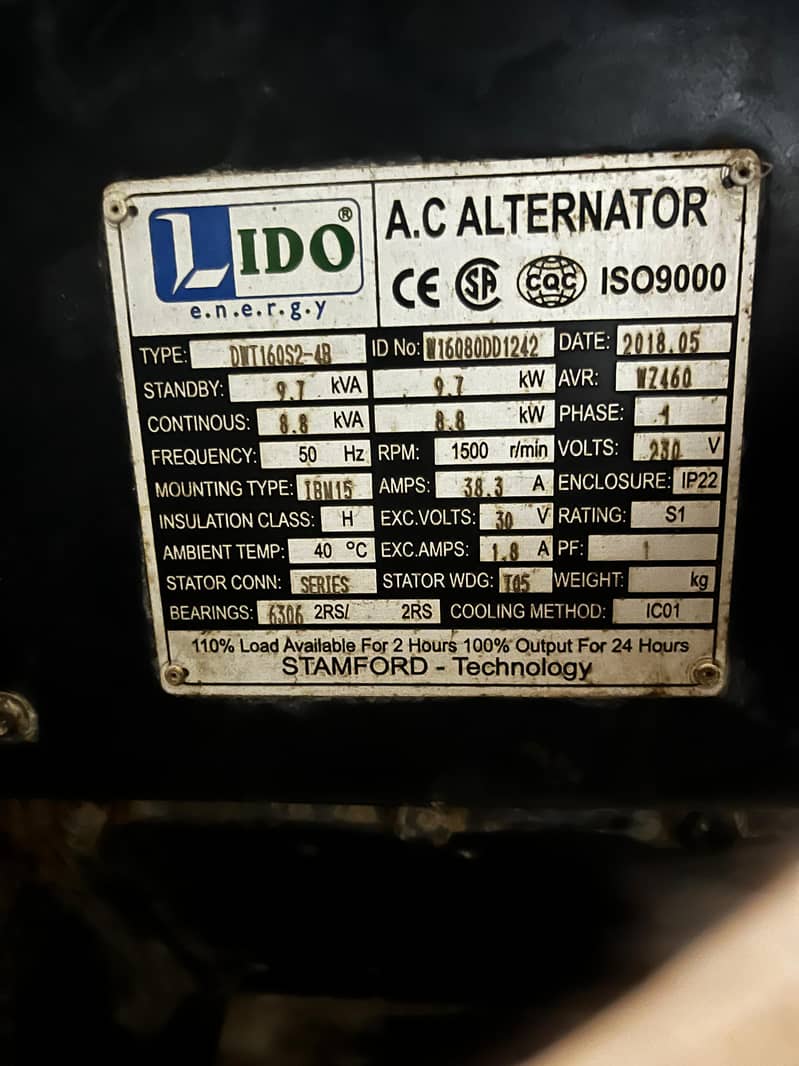 LIDO®
e.n.e.r.g.y
A.C ALTERNATOR
CE SA CQC ISO9000
TYPE: DWT160S2-4B ID No: W16080DD1242 DATE: 2018.05
STANDBY: 9.7 kVA 9.7 kW AVR: WZ460
CONTINOUS: 8.8 kVA 8.8 kW PHASE: 1
FREQUENCY: 50 Hz RPM: 1500 r/min VOLTS: 230 V
MOUNTING TYPE: IBM15 AMPS: 38.3 A ENCLOSURE: IP22
INSULATION CLASS: H EXC.VOLTS: 30 V RATING: S1
AMBIENT TEMP: 40 °C EXC.AMPS: 1.8 A PF: 1
STATOR CONN: SERIES STATOR WDG: T05 WEIGHT: kg
BEARINGS: 6306 2RS/ 2RS COOLING METHOD: IC01
110% Load Available For 2 Hours 100% Output For 24 Hours
STAMFORD - Technology